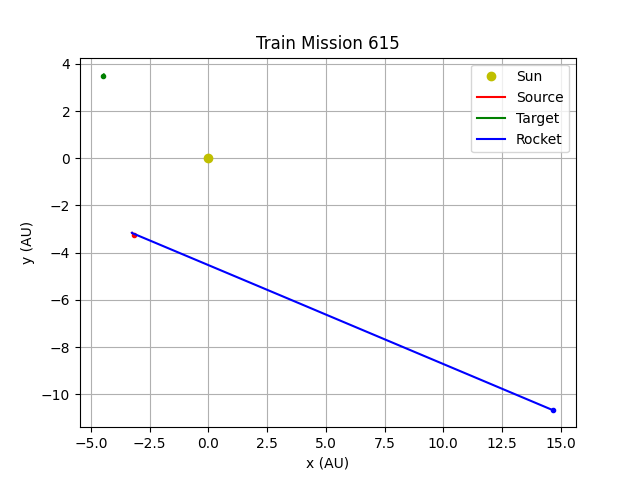 Train Mission 615
Sun
Source
Target
Rocket
4
2
0
−2
−4
−6
−8
−10
y (AU)
−5.0 −2.5 0.0 2.5 5.0 7.5 10.0 12.5 15.0
x (AU)